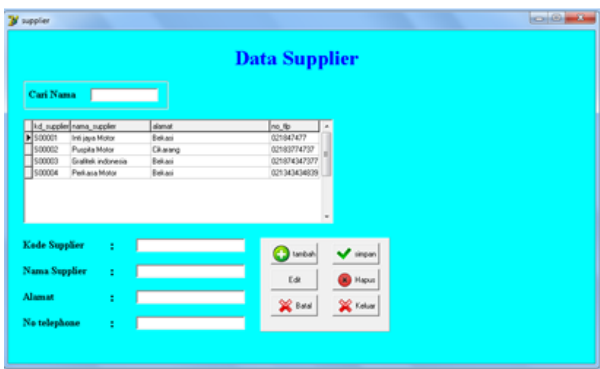 supplier
Data Supplier
Cari Nama
kd_supplier nama_supplier alamat no_tlp
S00001 Inti jaya Motor Bekasi 021847477
S00002 Puspita Motor Cikarang 02183774737
S00003 Grafitek indonesia Bekasi 021874347377
S00004 Perkasa Motor Bekasi 021343434839
Kode Supplier :
Nama Supplier :
Alamat :
No telephone :
tambah simpan
Edit Hapus
Batal Keluar